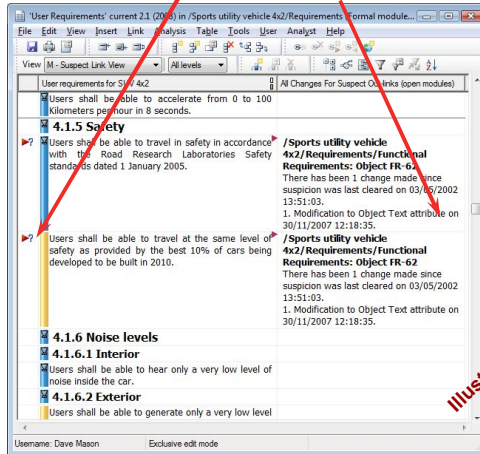 'User Requirements' current 2.1 (2008) in /Sports utility vehicle 4x2/Requirements (Formal module...
File Edit View Insert Link Analysis Table Tools User Analyst Help
View M - Suspect Link View All levels
User requirements for SUV 4x2 All Changes For Suspect Out-links (open modules)
Users shall be able to accelerate from 0 to 100
Kilometers per hour in 8 seconds.
4.1.5 Safety
? Users shall be able to travel in safety in accordance
with the Road Research Laboratories Safety
standards dated 1 January 2005.
/Sports utility vehicle
4x2/Requirements/Functional
Requirements: Object FR-62
There has been 1 change made since
suspicion was last cleared on 03/05/2002
13:51:03.
1. Modification to Object Text attribute on
30/11/2007 12:18:35.
? Users shall be able to travel at the same level of
safety as provided by the best 10% of cars being
developed to be built in 2010.
/Sports utility vehicle
4x2/Requirements/Functional
Requirements: Object FR-62
There has been 1 change made since
suspicion was last cleared on 03/05/2002
13:51:03.
1. Modification to Object Text attribute on
30/11/2007 12:18:35.
4.1.6 Noise levels
4.1.6.1 Interior
Users shall be able to hear only a very low level of
noise inside the car.
4.1.6.2 Exterior
Users shall be able to generate only a very low level
Username: Dave Mason Exclusive edit mode